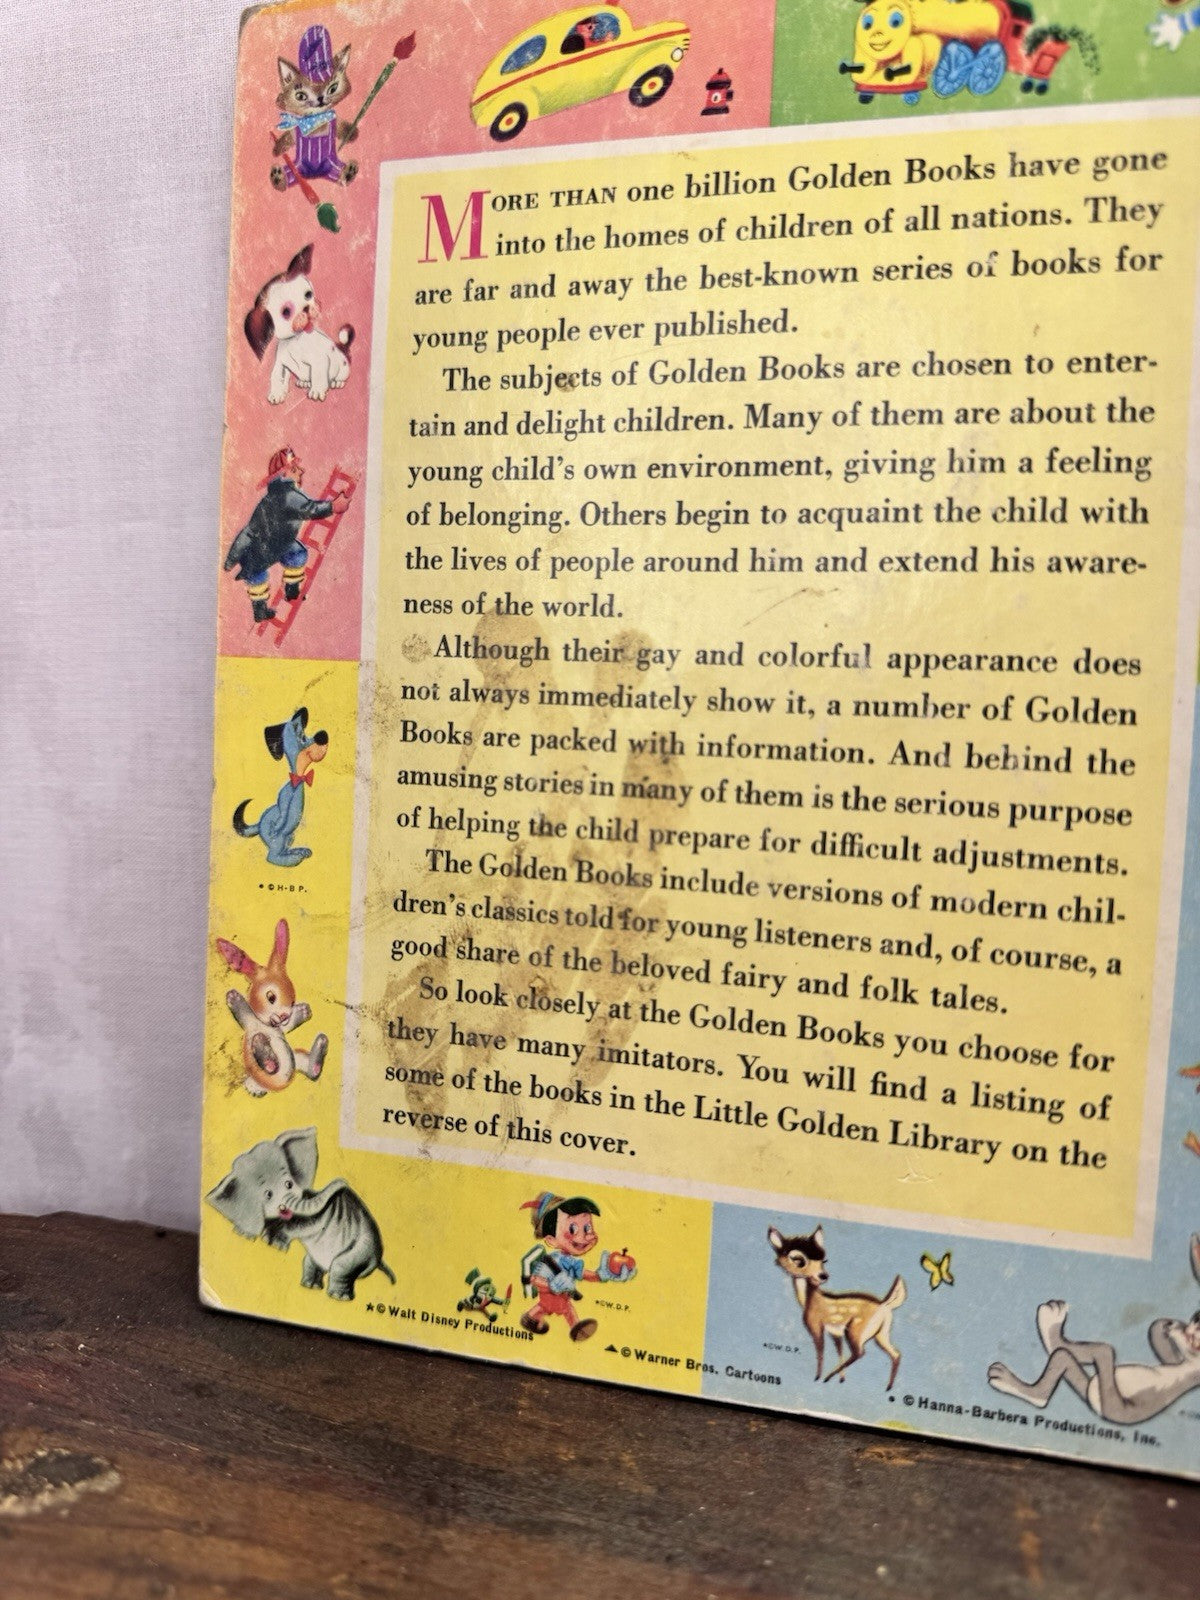 MORE THAN one billion Golden Books have gone
into the homes of children of all nations. They
are far and away the best-known series of books for
young people ever published.
The subjects of Golden Books are chosen to enter-
tain and delight children. Many of them are about the
young child's own environment, giving him a feeling
of belonging. Others begin to acquaint the child with
the lives of people around him and extend his aware-
ness of the world.
Although their gay and colorful appearance does
not always immediately show it, a number of Golden
Books are packed with information. And behind the
amusing stories in many of them is the serious purpose
of helping the child prepare for difficult adjustments.
The Golden Books include versions of modern chil-
dren's classics told for young listeners and, of course, a
good share of the beloved fairy and folk tales.
So look closely at the Golden Books you choose for
they have many imitators. You will find a listing of
some of the books in the Little Golden Library on the
reverse of this cover.
•©H-B P.
*©W.D.P.
*©W.D.P.
★©Walt Disney Productions
▲©Warner Bros. Cartoons
•©Hanna-Barbera Productions, Inc.